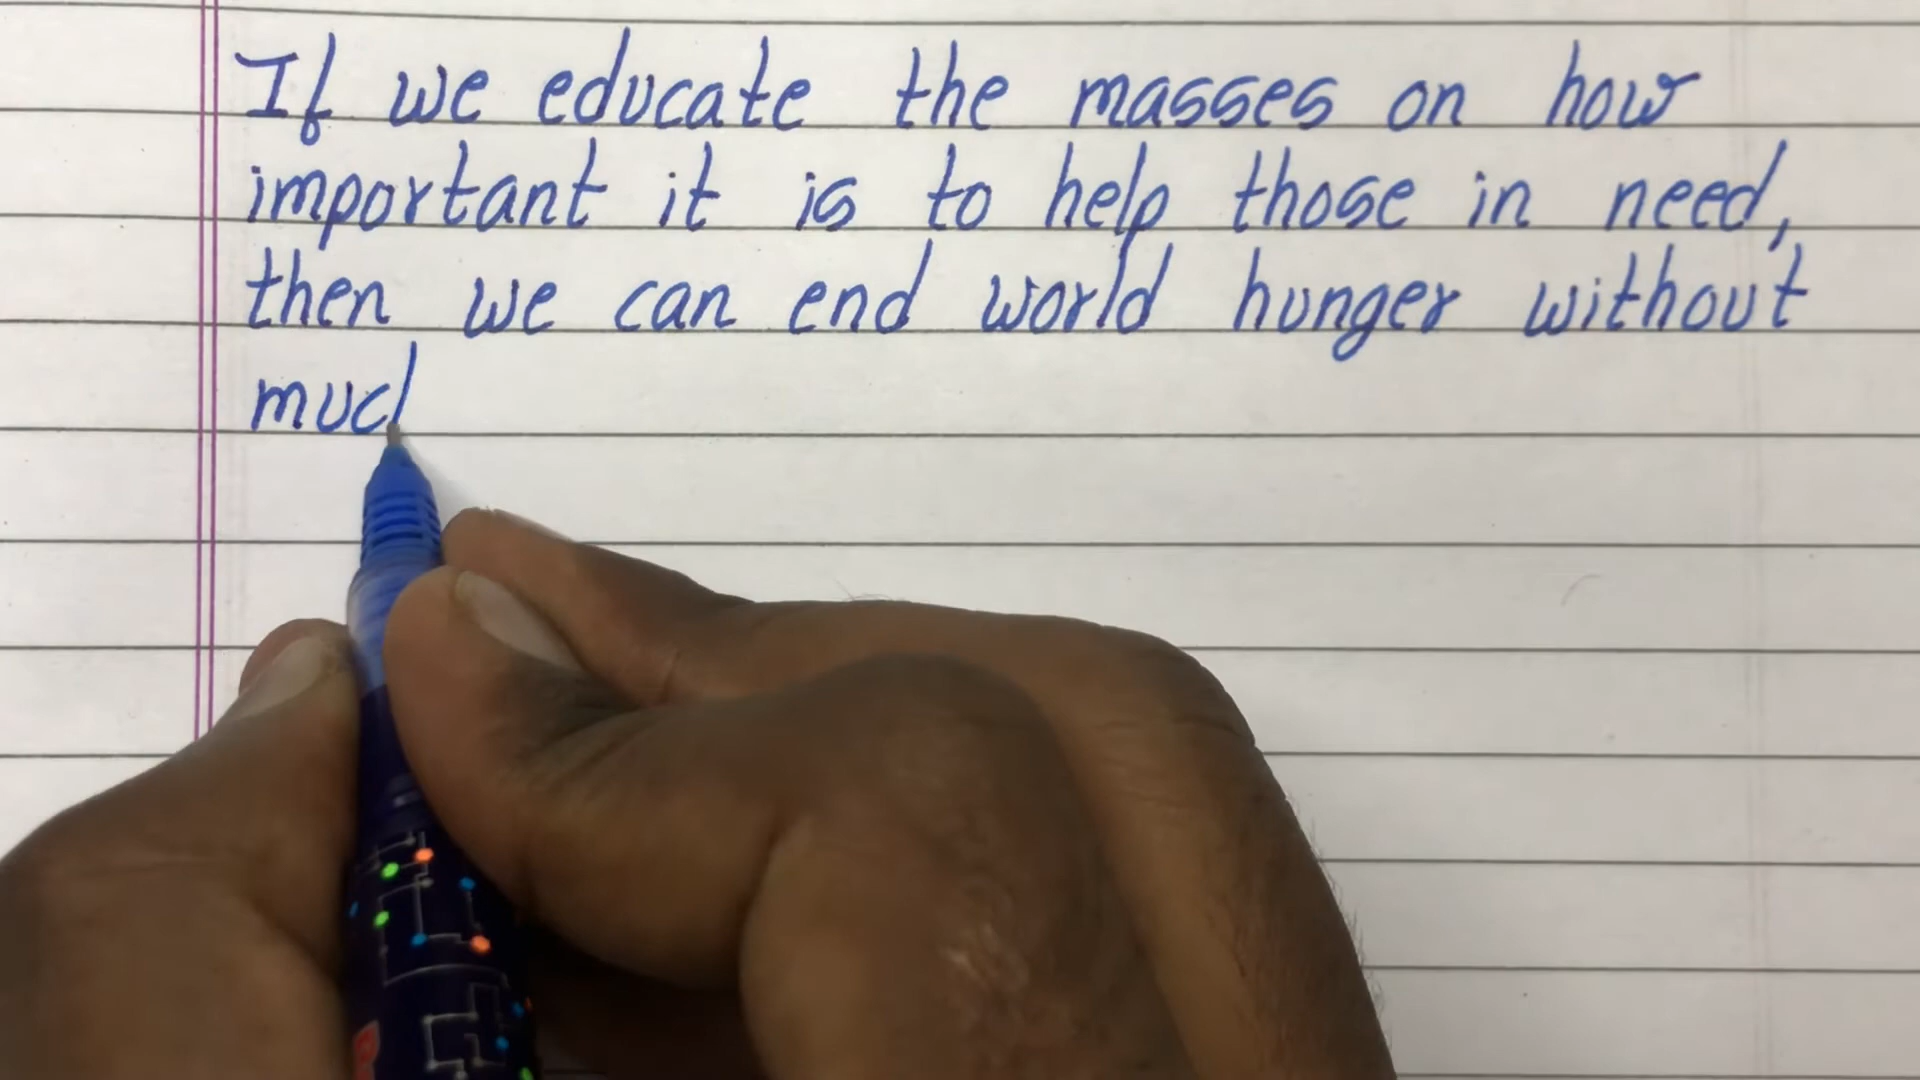 If we educate the masses on how
important it is to help those in need,
then we can end world hunger without
muc